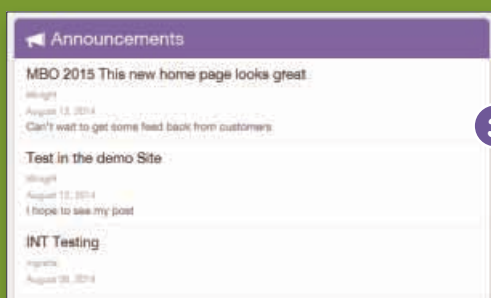 Announcements
MBO 2015 This new home page looks great
August 13, 2014
Can't wait to get some feed back from customers
Test in the demo Site
August 12, 2014
I hope to see my post
INT Testing
August 2014